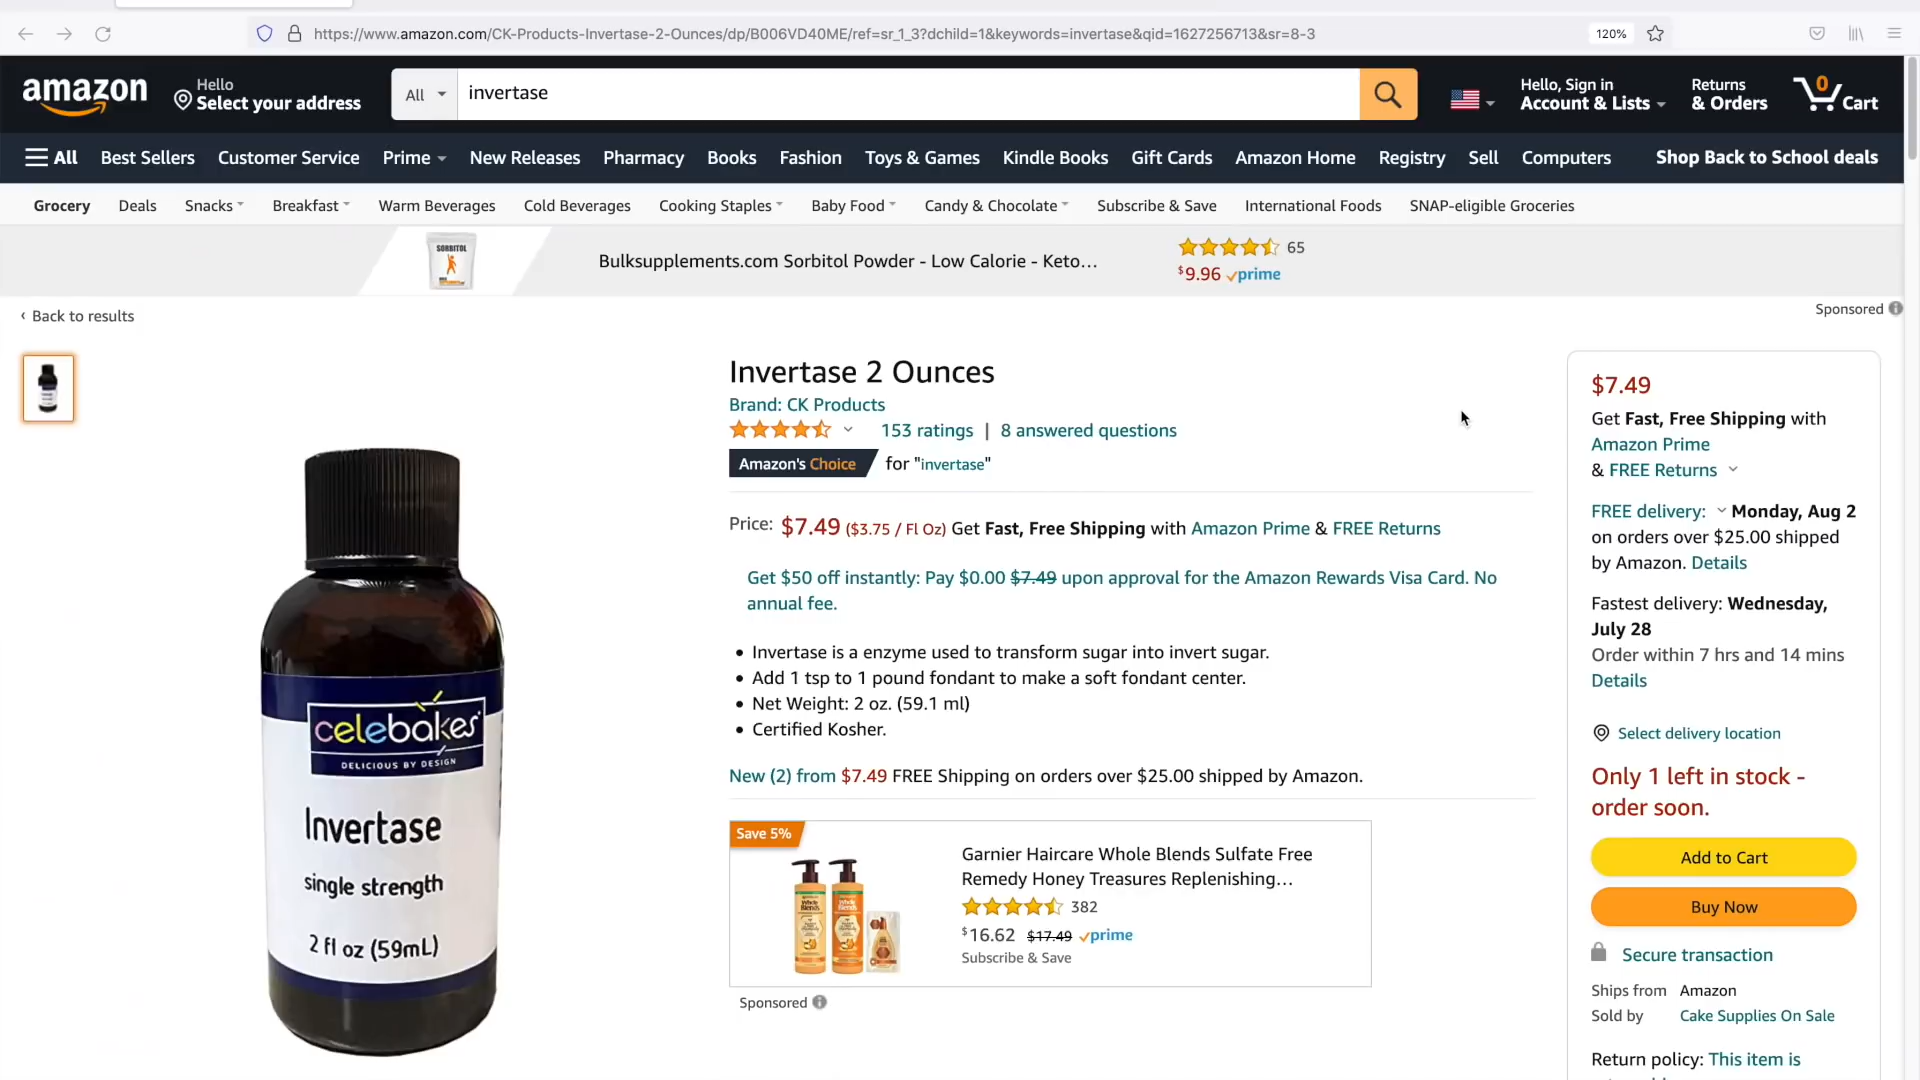 https://www.amazon.com/CK-Products-Invertase-2-Ounces/dp/B006VD40ME/ref=sr_1_3?dchild=1&keywords=invertase&qid=1627256713&sr=8-3
120%
amazon
Hello
Select your address
All
invertase
Hello, Sign in
Account & Lists
Returns
& Orders
0
Cart
All
Best Sellers
Customer Service
Prime
New Releases
Pharmacy
Books
Fashion
Toys & Games
Kindle Books
Gift Cards
Amazon Home
Registry
Sell
Computers
Shop Back to School deals
Grocery
Deals
Snacks
Breakfast
Warm Beverages
Cold Beverages
Cooking Staples
Baby Food
Candy & Chocolate
Subscribe & Save
International Foods
SNAP-eligible Groceries
SORBITOL
Bulksupplements.com Sorbitol Powder - Low Calorie - Keto…
65
$9.96 prime
‹ Back to results
Sponsored
Invertase 2 Ounces
Brand: CK Products
153 ratings | 8 answered questions
Amazon's Choice for "invertase"
Price: $7.49 ($3.75 / Fl Oz) Get Fast, Free Shipping with Amazon Prime & FREE Returns
Get $50 off instantly: Pay $0.00 $7.49 upon approval for the Amazon Rewards Visa Card. No
annual fee.
• Invertase is a enzyme used to transform sugar into invert sugar.
• Add 1 tsp to 1 pound fondant to make a soft fondant center.
• Net Weight: 2 oz. (59.1 ml)
• Certified Kosher.
New (2) from $7.49 FREE Shipping on orders over $25.00 shipped by Amazon.
celebakes
DELICIOUS BY DESIGN
Invertase
single strength
2 fl oz (59mL)
Save 5%
Garnier Haircare Whole Blends Sulfate Free
Remedy Honey Treasures Replenishing…
382
$16.62 $17.49 prime
Subscribe & Save
Sponsored
$7.49
Get Fast, Free Shipping with
Amazon Prime
& FREE Returns
FREE delivery: Monday, Aug 2
on orders over $25.00 shipped
by Amazon. Details
Fastest delivery: Wednesday,
July 28
Order within 7 hrs and 14 mins
Details
Select delivery location
Only 1 left in stock -
order soon.
Add to Cart
Buy Now
Secure transaction
Ships from Amazon
Sold by Cake Supplies On Sale
Return policy: This item is